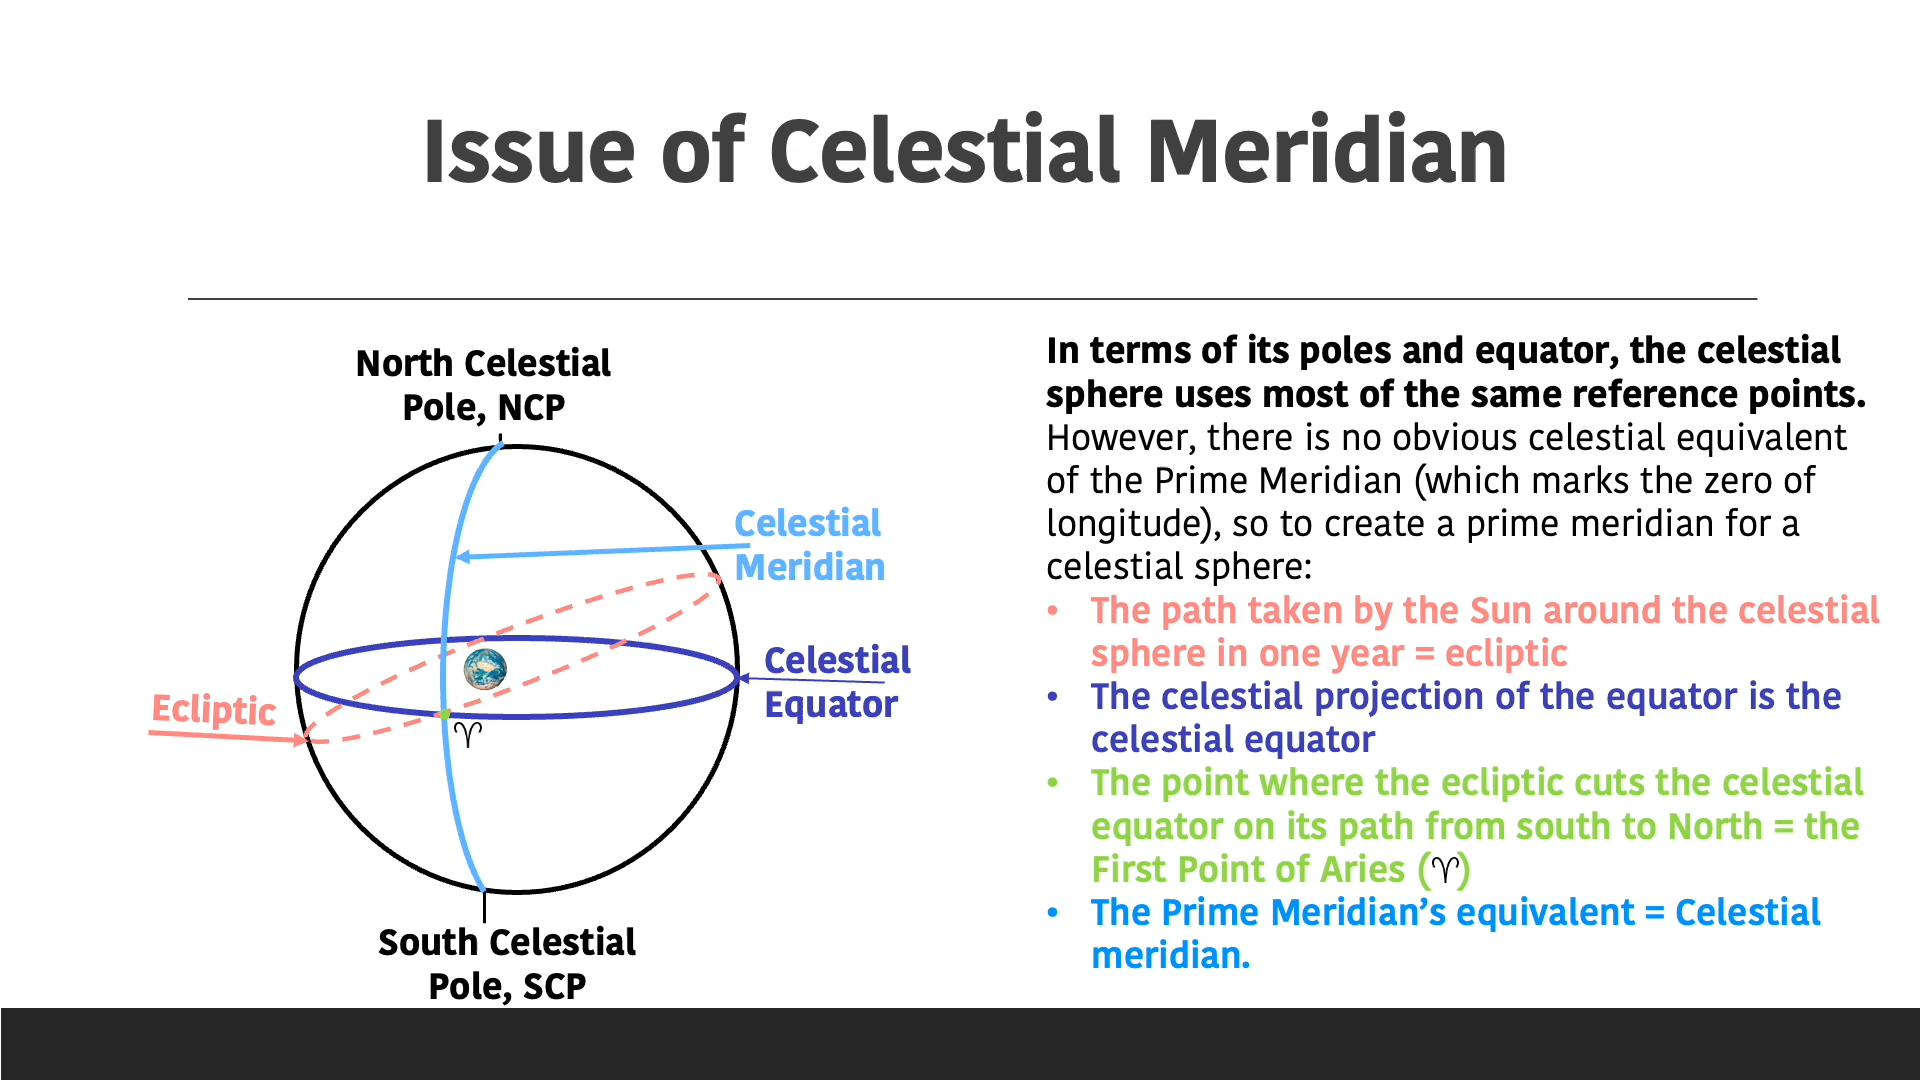 Issue of Celestial Meridian
North Celestial
Pole, NCP
Celestial
Meridian
Celestial
Equator
Ecliptic
♈
South Celestial
Pole, SCP
In terms of its poles and equator, the celestial
sphere uses most of the same reference points.
However, there is no obvious celestial equivalent
of the Prime Meridian (which marks the zero of
longitude), so to create a prime meridian for a
celestial sphere:
• The path taken by the Sun around the celestial
sphere in one year = ecliptic
• The celestial projection of the equator is the
celestial equator
• The point where the ecliptic cuts the celestial
equator on its path from south to North = the
First Point of Aries (♈)
• The Prime Meridian’s equivalent = Celestial
meridian.